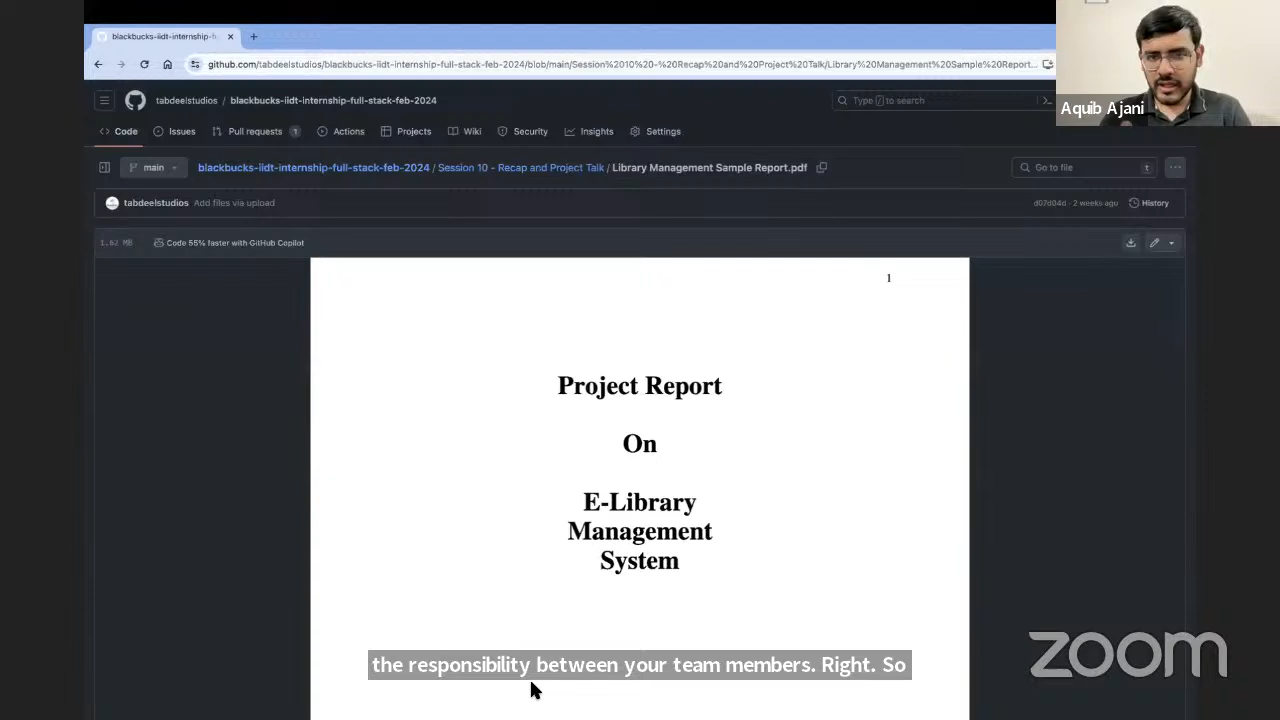 blackbucks-iidt-internship-f
github.com/tabdeelstudios/blackbucks-iidt-internship-full-stack-feb-2024/blob/main/Session%2010%20-%20Recap%20and%20Project%20Talk/Library%20Management%20Sample%20Report...
Aquib Ajani
tabdeelstudios / blackbucks-iidt-internship-full-stack-feb-2024
Type / to search
Code Issues Pull requests 1 Actions Projects Wiki Security Insights Settings
main blackbucks-iidt-internship-full-stack-feb-2024 / Session 10 - Recap and Project Talk / Library Management Sample Report.pdf Go to file t
tabdeelstudios Add files via upload d07d04d · 2 weeks ago History
1.62 MB Code 55% faster with GitHub Copilot
1
Project Report
On
E-Library
Management
System
the responsibility between your team members. Right. So
zoom